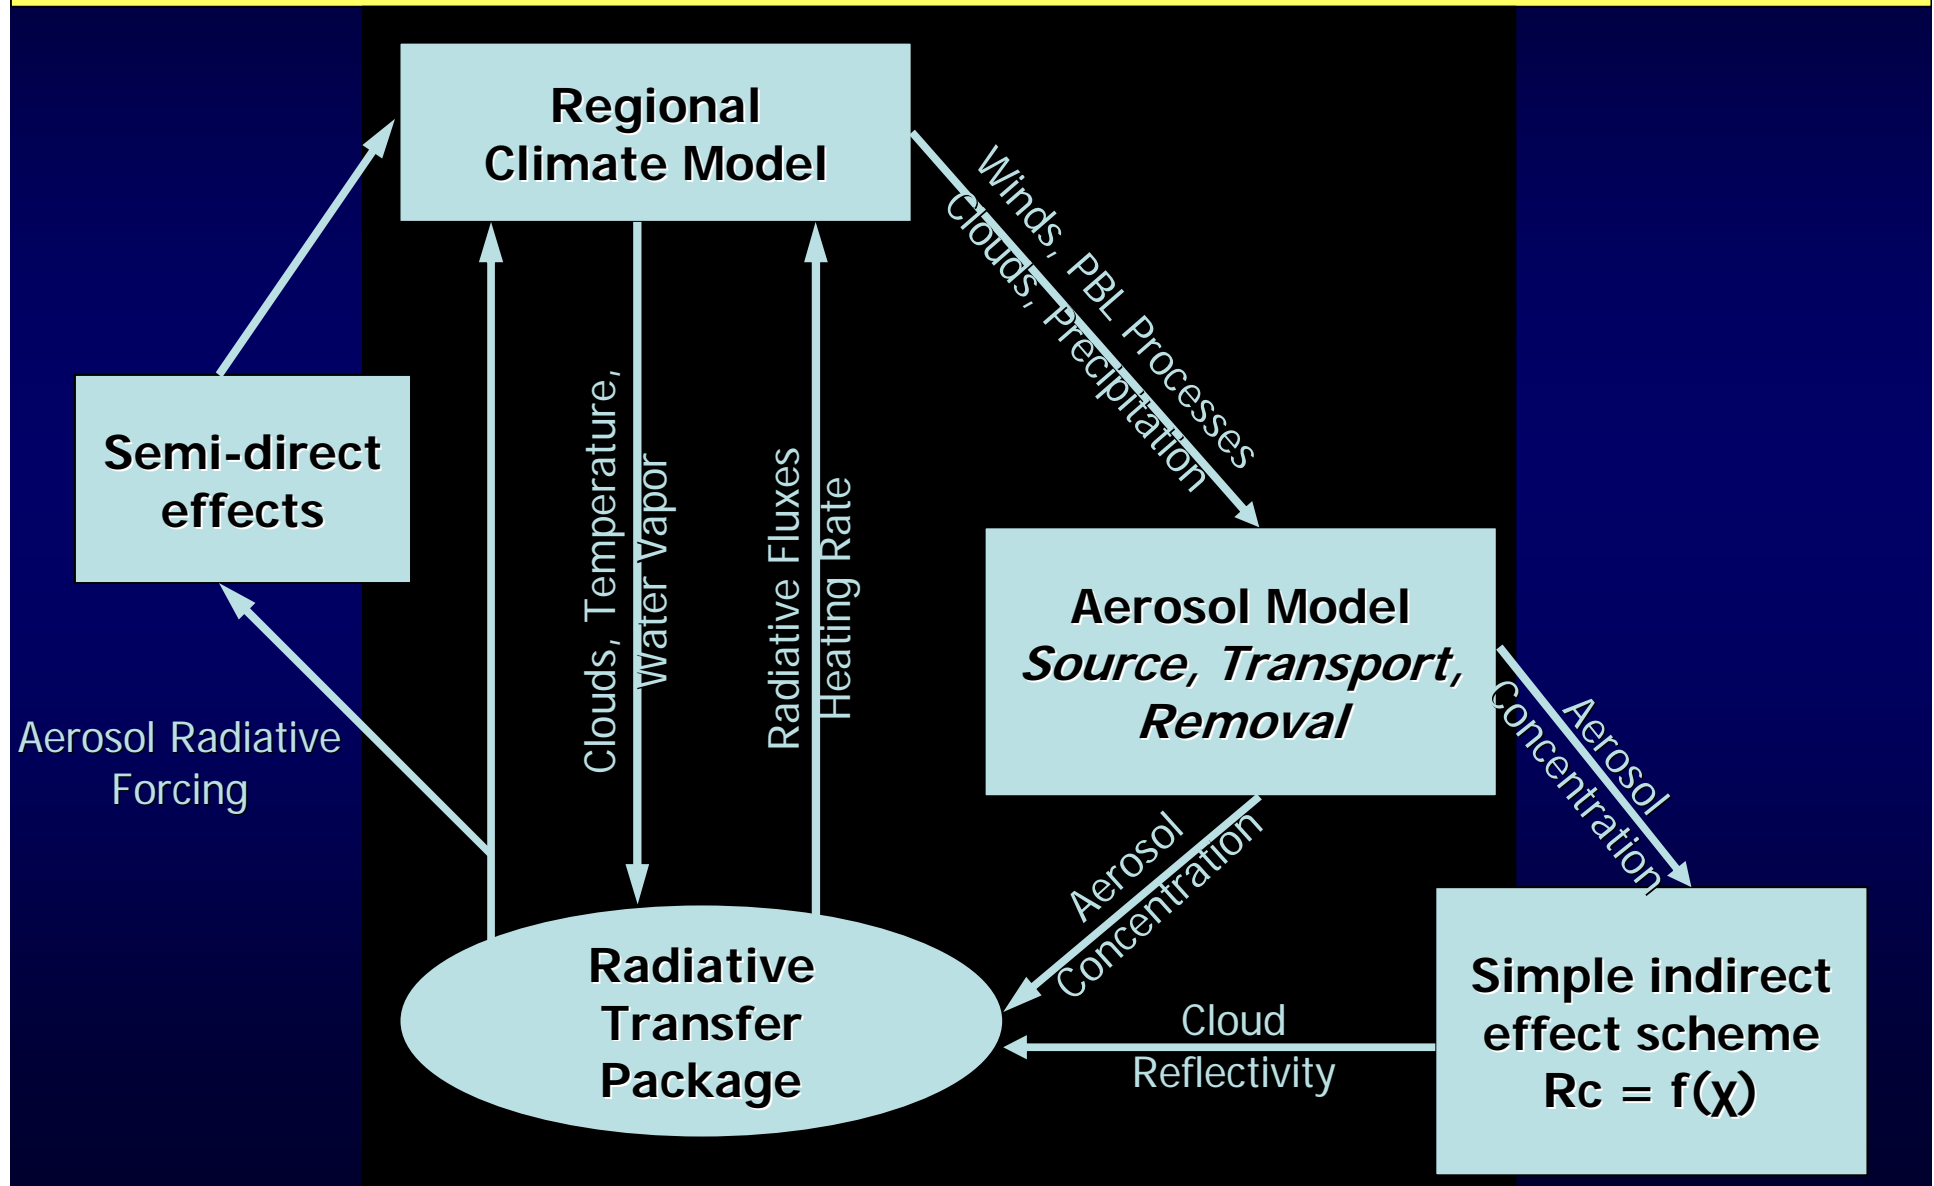 Regional
Climate Model
Winds, PBL Processes
Clouds, Precipitation
Semi-direct
effects
Clouds, Temperature,
Water Vapor
Radiative Fluxes
Heating Rate
Aerosol Model
Source, Transport,
Removal
Aerosol Radiative
Forcing
Aerosol
Concentration
Aerosol
Concentration
Radiative
Transfer
Package
Cloud
Reflectivity
Simple indirect
effect scheme
Rc = f(χ)